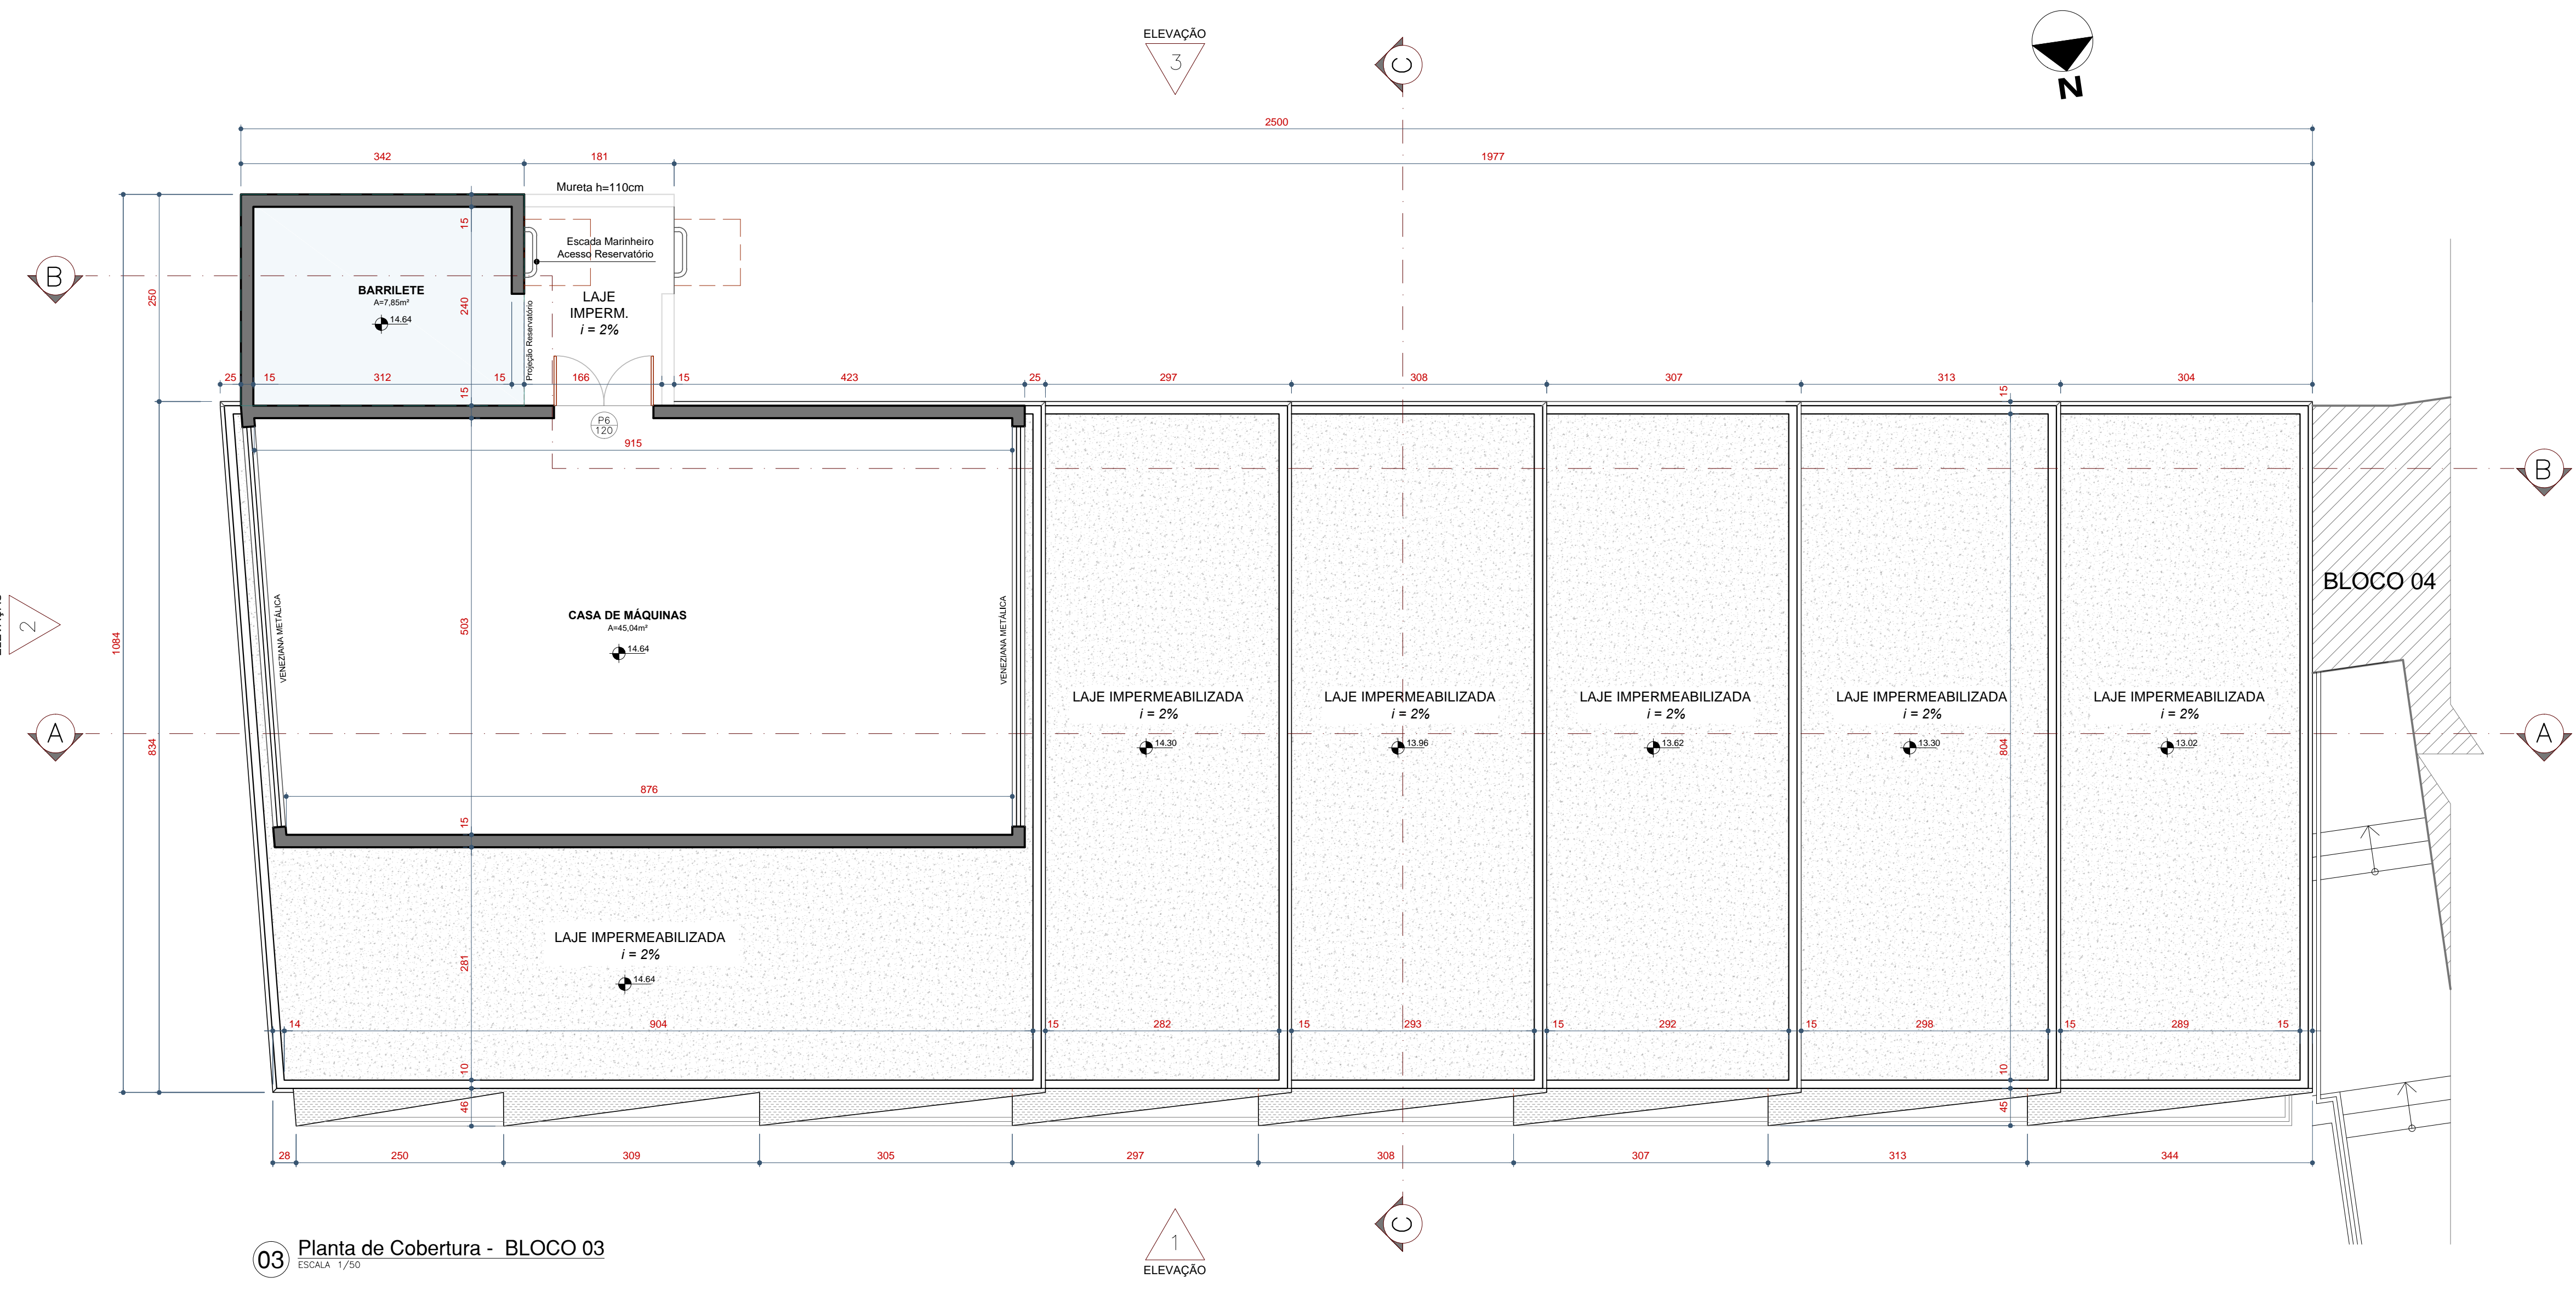 ELEVAÇÃO
3
C
N
2500
342
181
1977
Mureta h=110cm
15
Escada Marinheiro
Acesso Reservatório
B
250
BARRILETE
A=7,85m²
14.64
240
Projeção Reservatório
LAJE
IMPERM.
i = 2%
25
15
312
15
15
166
15
423
25
297
308
307
313
15
304
P6
120
915
B
BLOCO 04
2
1084
VENEZIANA METÁLICA
503
CASA DE MÁQUINAS
A=45,04m²
14.64
VENEZIANA METÁLICA
LAJE IMPERMEABILIZADA
i = 2%
14.30
LAJE IMPERMEABILIZADA
i = 2%
13.96
LAJE IMPERMEABILIZADA
i = 2%
13.62
LAJE IMPERMEABILIZADA
i = 2%
13.30
LAJE IMPERMEABILIZADA
i = 2%
13.02
A
834
804
A
876
15
LAJE IMPERMEABILIZADA
i = 2%
14.64
281
14
904
15
282
15
293
15
292
15
298
15
289
15
10
10
46
45
28
250
309
305
297
308
307
313
344
1
ELEVAÇÃO
C
03
Planta de Cobertura - BLOCO 03
ESCALA 1/50